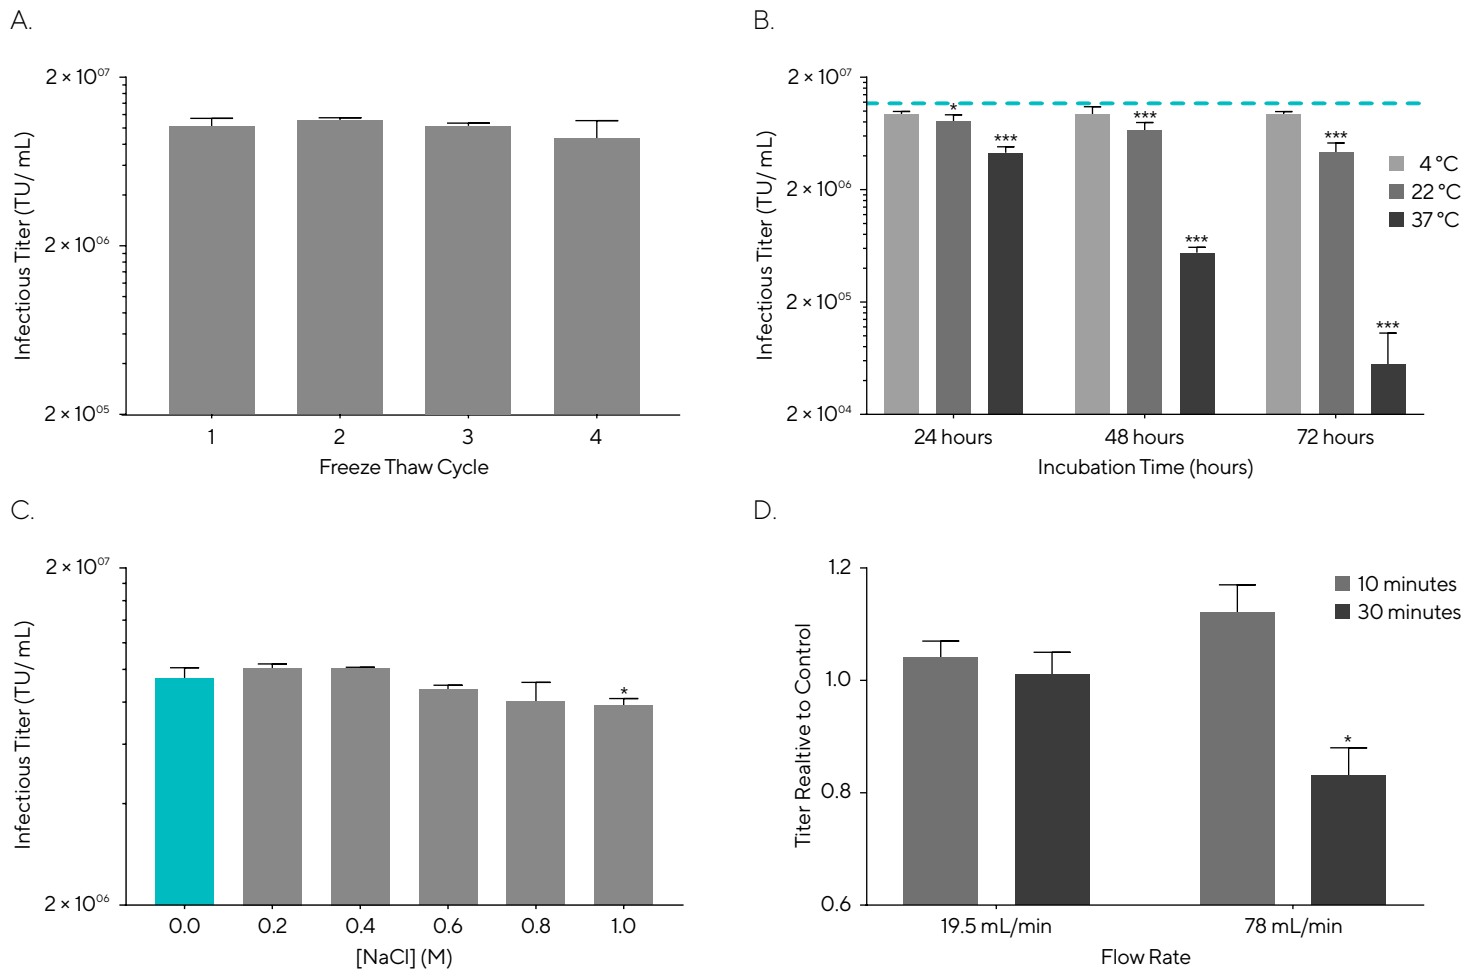 A.
Infectious Titer (TU/ mL)
2 × 10⁰⁷
2 × 10⁰⁶
2 × 10⁰⁵
1 2 3 4
Freeze Thaw Cycle
B.
Infectious Titer (TU/ mL)
2 × 10⁰⁷
2 × 10⁰⁶
2 × 10⁰⁵
2 × 10⁰⁴
* *** *** *** *** ***
4 °C
22 °C
37 °C
24 hours 48 hours 72 hours
Incubation Time (hours)
C.
Infectious Titer (TU/ mL)
2 × 10⁰⁷
2 × 10⁰⁶
*
0.0 0.2 0.4 0.6 0.8 1.0
[NaCl] (M)
D.
Titer Realtive to Control
1.2
1.0
0.8
0.6
*
10 minutes
30 minutes
19.5 mL/min 78 mL/min
Flow Rate